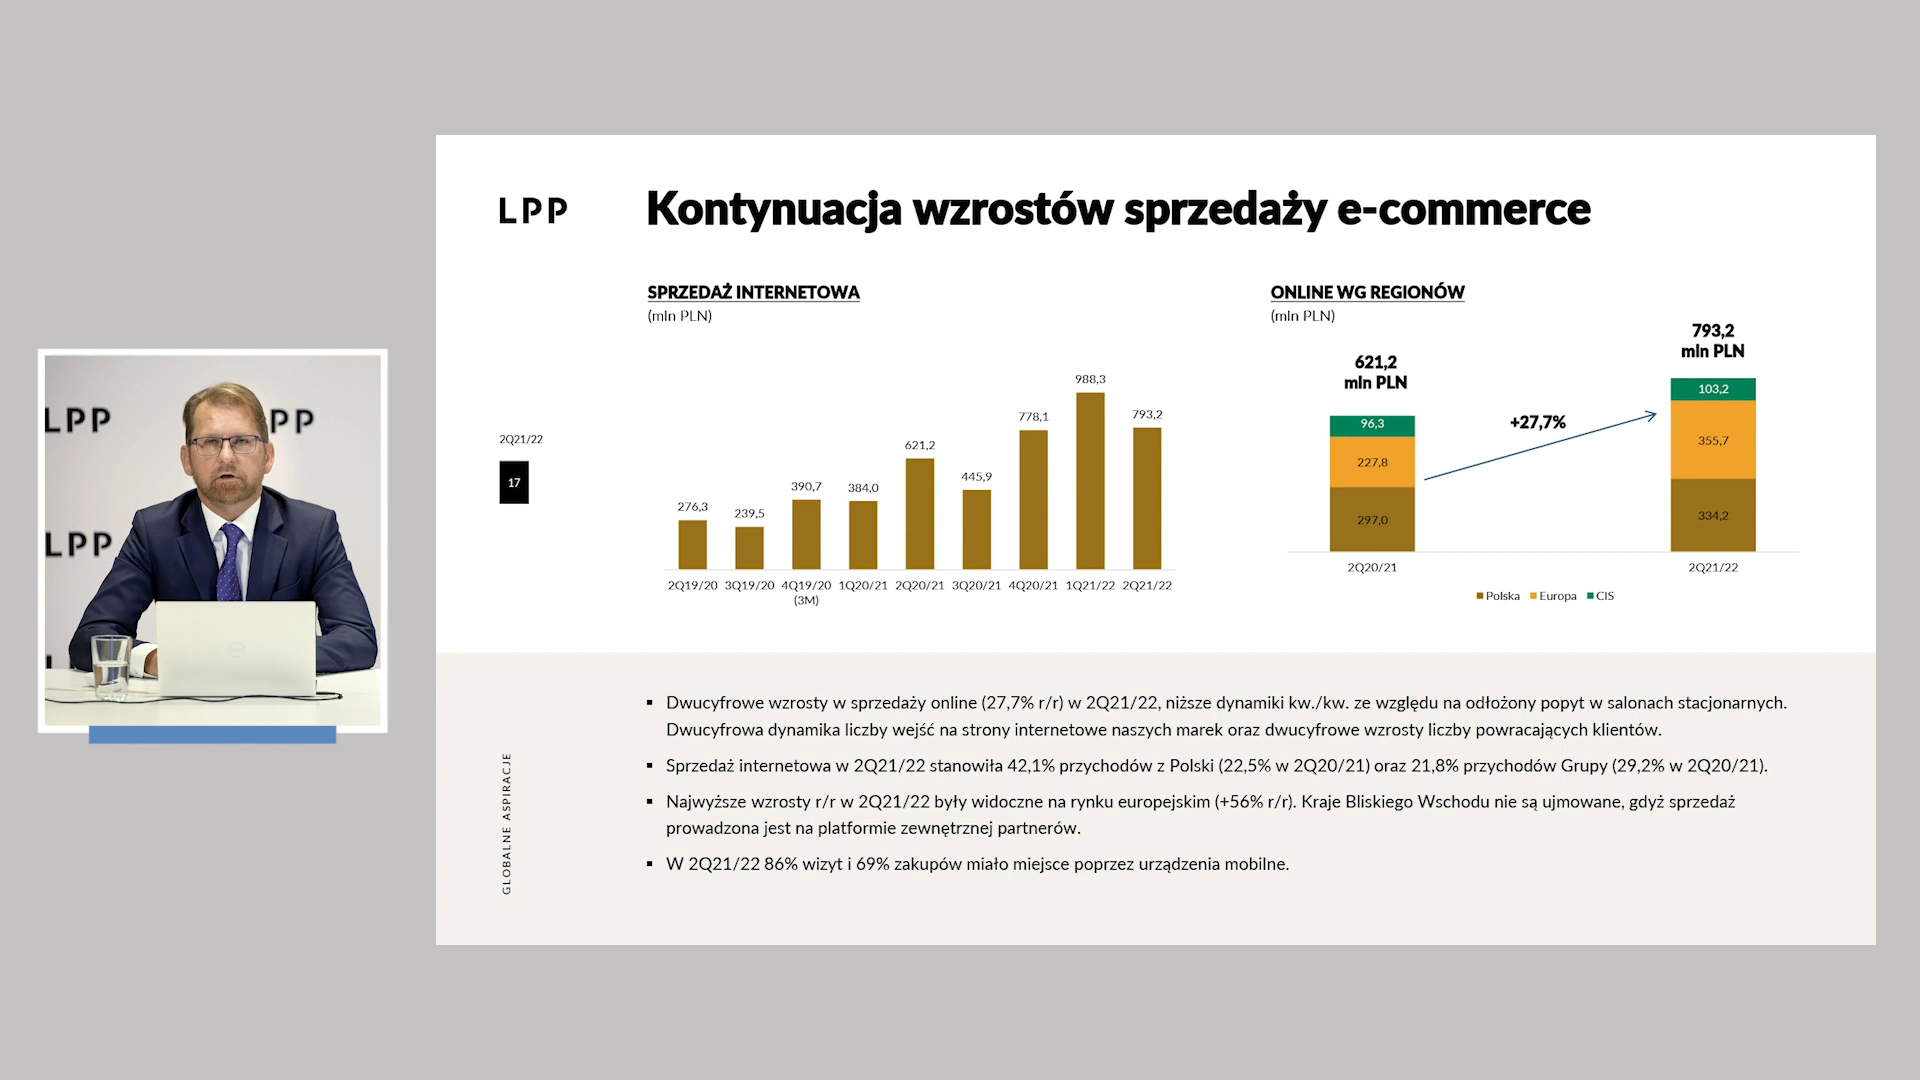 LPP
Kontynuacja wzrostów sprzedaży e-commerce
SPRZEDAŻ INTERNETOWA
(mln PLN)
276,3
239,5
390,7
384,0
621,2
445,9
778,1
988,3
793,2
2Q19/20 3Q19/20 4Q19/20 1Q20/21 2Q20/21 3Q20/21 4Q20/21 1Q21/22 2Q21/22
(3M)
ONLINE WG REGIONÓW
(mln PLN)
621,2
mln PLN
96,3
227,8
297,0
2Q20/21
+27,7%
793,2
mln PLN
103,2
355,7
334,2
2Q21/22
Polska Europa CIS
2Q21/22
17
LPP
LPP
LPP
PP
GLOBALNE ASPIRACJE
▪ Dwucyfrowe wzrosty w sprzedaży online (27,7% r/r) w 2Q21/22, niższe dynamiki kw./kw. ze względu na odłożony popyt w salonach stacjonarnych.
Dwucyfrowa dynamika liczby wejść na strony internetowe naszych marek oraz dwucyfrowe wzrosty liczby powracających klientów.
▪ Sprzedaż internetowa w 2Q21/22 stanowiła 42,1% przychodów z Polski (22,5% w 2Q20/21) oraz 21,8% przychodów Grupy (29,2% w 2Q20/21).
▪ Najwyższe wzrosty r/r w 2Q21/22 były widoczne na rynku europejskim (+56% r/r). Kraje Bliskiego Wschodu nie są ujmowane, gdyż sprzedaż
prowadzona jest na platformie zewnętrznej partnerów.
▪ W 2Q21/22 86% wizyt i 69% zakupów miało miejsce poprzez urządzenia mobilne.